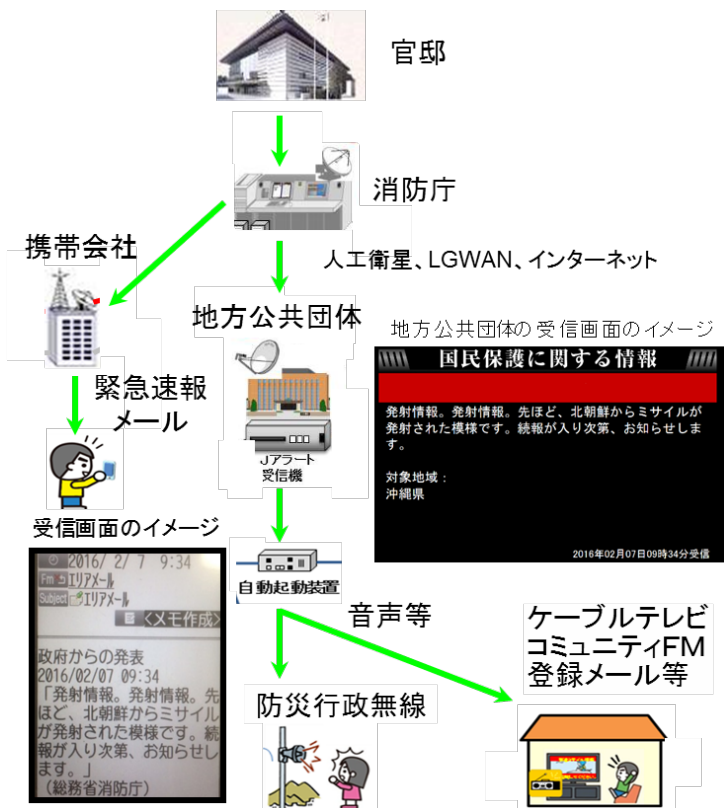 官邸
消防庁
人工衛星、LGWAN、インターネット
携帯会社
緊急速報
メール
受信画面のイメージ
2016/ 2/ 7 9:34
Fm エリアメール
Subject エリアメール
<メモ作成>
政府からの発表
2016/02/07 09:34
「発射情報。発射情報。先
ほど、北朝鮮からミサイル
が発射された模様です。続
報が入り次第、お知らせし
ます。」
(総務省消防庁)
地方公共団体
Jアラート
受信機
自動起動装置
音声等
防災行政無線
地方公共団体の受信画面のイメージ
国民保護に関する情報
発射情報。発射情報。先ほど、北朝鮮からミサイルが
発射された模様です。続報が入り次第、お知らせしま
す。
対象地域:
沖縄県
2016年02月07日09時34分受信
ケーブルテレビ
コミュニティFM
登録メール等